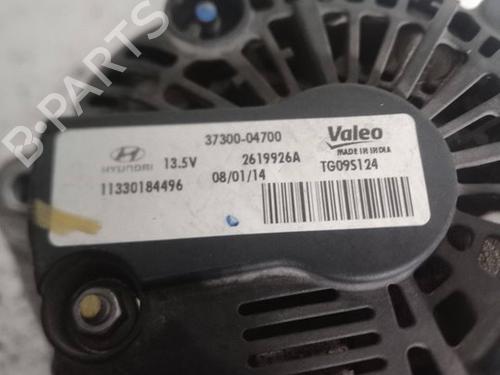 B-PARTS
37300-04700
Valeo
MADE IN INDIA
HYUNDAI
13.5V
2619926A
TG09S124
11330184496
08/01/14